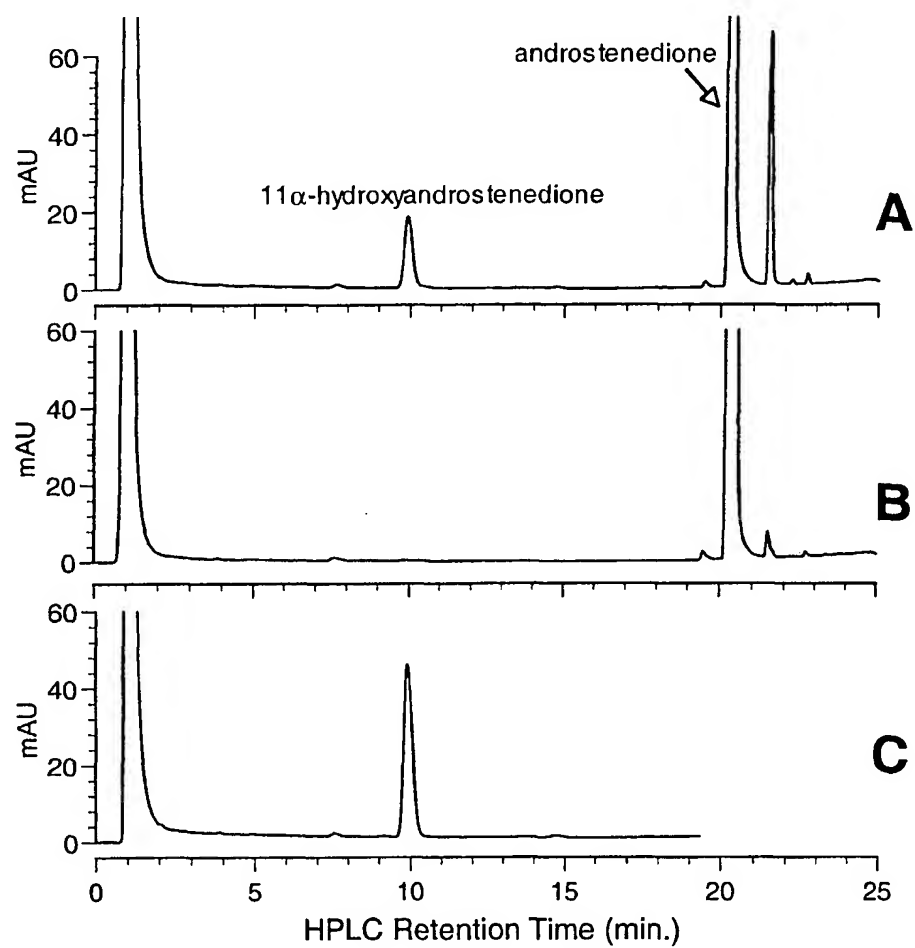 androstenedione
60
40
mAU
11α-hydroxyandrostenedione
20
A
0
60
40
mAU
20
B
0
60
40
mAU
20
C
0
0 5 10 15 20 25
HPLC Retention Time (min.)